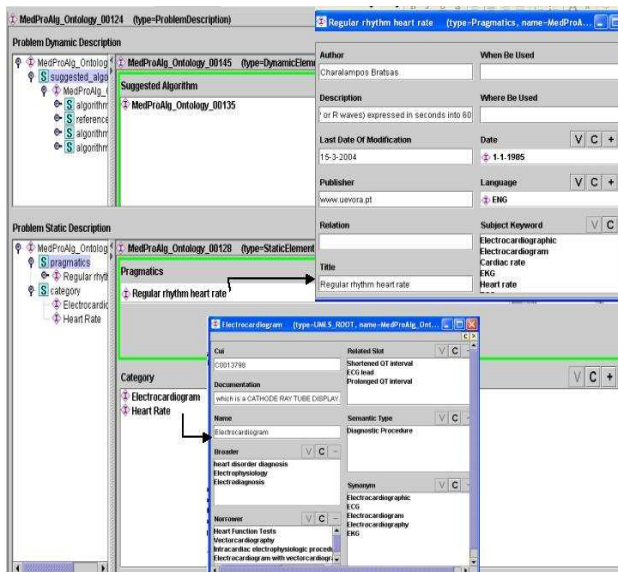 MedProAlg_Ontology_00124 (type=ProblemDescription)
Problem Dynamic Description
MedProAlg_Ontology
suggested_algo
MedProAlg_
algorithm
reference
algorithm
algorithm
MedProAlg_Ontology_00145 (type=DynamicElem
Suggested Algorithm
MedProAlg_Ontology_00135
Problem Static Description
MedProAlg_Ontolog
pragmatics
Regular rhyt
category
Electrocardic
Heart Rate
MedProAlg_Ontology_00128 (type=StaticElement
Pragmatics
Regular rhythm heart rate
Category
Electrocardiogram
Heart Rate
V C +
Regular rhythm heart rate (type=Pragmatics, name=MedProA...
Author
Charalampos Bratsas
Description
or R waves) expressed in seconds into 60
Last Date Of Modification
15-3-2004
Publisher
www.uevora.pt
Relation
Title
Regular rhythm heart rate
When Be Used
Where Be Used
Date V C +
1-1-1985
Language V C +
ENG
Subject Keyword V C
Electrocardiographic
Electrocardiogram
Cardiac rate
EKG
Heart rate
Electrocardiogram (type=UMLS_ROOT, name=MedProAlg_Ont...
Cui
C0013798
Documentation
which is a CATHODE RAY TUBE DISPLAY
Name
Electrocardiogram
Broader V C −
heart disorder diagnosis
Electrophysiology
Electrodiagnosis
Norrower V C −
Heart Function Tests
Vectorcardiography
Intracardiac electrophysiologic procedu
Electrocardiogram with vectorcardiogra
Related Slot V C −
Shortened QT interval
ECG lead
Prolonged QT interval
Semantic Type V C −
Diagnostic Procedure
Synonym V C −
Electrocardiographic
ECG
Electrocardiogram
Electrocardiography
EKG